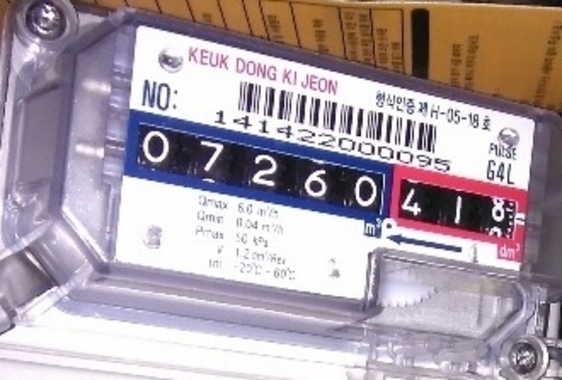 KEUK DONG KI JEON
형식인증 제 H-05-18 호
NO:
141422000095
PULSE
G4L
07260 418
m³
dm³
Qmax 6.0 m³/h
Qmin 0.04 m³/h
Pmax 50 kPa
V 1.2 dm³/Rev
tm -20°C - 60°C